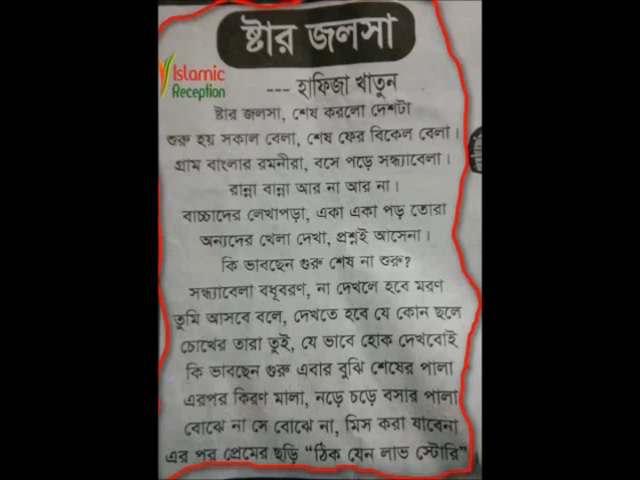 ষ্টার জলসা
Islamic
Reception
--- হাফিজা খাতুন
ষ্টার জলসা, শেষ করলো দেশটা
শুরু হয় সকাল বেলা, শেষ ফের বিকেল বেলা।
গ্রাম বাংলার রমনীরা, বসে পড়ে সন্ধ্যাবেলা।
রান্না বান্না আর না আর না।
বাচ্চাদের লেখাপড়া, একা একা পড় তোরা
অন্যদের খেলা দেখা, প্রশ্নই আসেনা।
কি ভাবছেন গুরু শেষ না শুরু?
সন্ধ্যাবেলা বধূবরণ, না দেখলে হবে মরণ
তুমি আসবে বলে, দেখতে হবে যে কোন ছলে
চোখের তারা তুই, যে ভাবে হোক দেখবোই
কি ভাবছেন গুরু এবার বুঝি শেষের পালা
এরপর কিরণ মালা, নড়ে চড়ে বসার পালা
বোঝে না সে বোঝে না, মিস করা যাবেনা
এর পর প্রেমের ছড়ি “ঠিক যেন লাভ স্টোরি”।